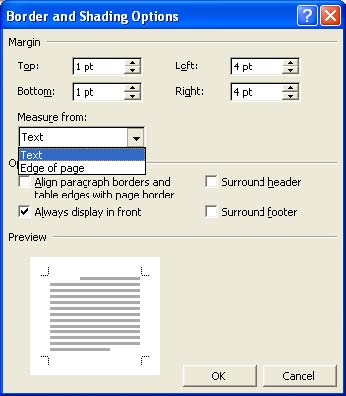 Border and Shading Options
Margin
Top: 1 pt Left: 4 pt
Bottom: 1 pt Right: 4 pt
Measure from:
Text
Text
Edge of page
Align paragraph borders and
table edges with page border
Surround header
Always display in front
Surround footer
Preview
OK Cancel